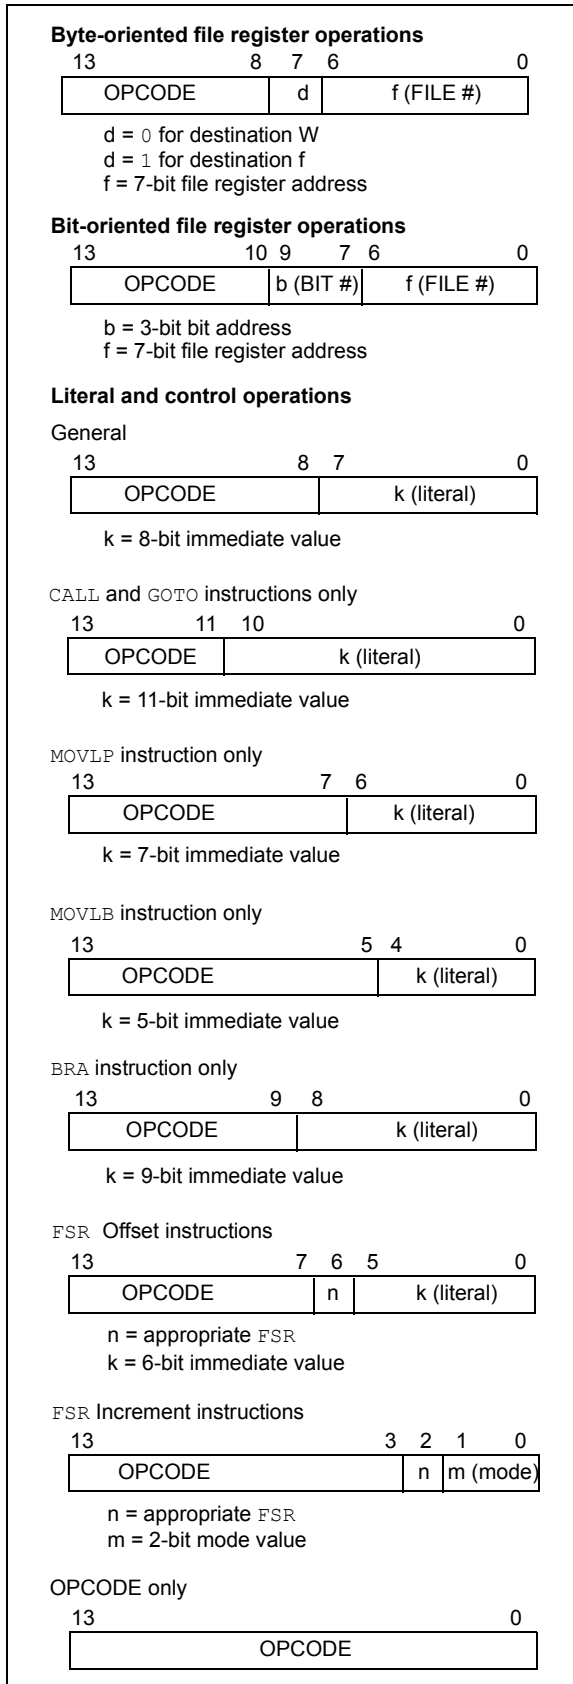 Byte-oriented file register operations
13 8 7 6 0
OPCODE d f (FILE #)
d = 0 for destination W
d = 1 for destination f
f = 7-bit file register address
Bit-oriented file register operations
13 10 9 7 6 0
OPCODE b (BIT #) f (FILE #)
b = 3-bit bit address
f = 7-bit file register address
Literal and control operations
General
13 8 7 0
OPCODE k (literal)
k = 8-bit immediate value
CALL and GOTO instructions only
13 11 10 0
OPCODE k (literal)
k = 11-bit immediate value
MOVLP instruction only
13 7 6 0
OPCODE k (literal)
k = 7-bit immediate value
MOVLB instruction only
13 5 4 0
OPCODE k (literal)
k = 5-bit immediate value
BRA instruction only
13 9 8 0
OPCODE k (literal)
k = 9-bit immediate value
FSR Offset instructions
13 7 6 5 0
OPCODE n k (literal)
n = appropriate FSR
k = 6-bit immediate value
FSR Increment instructions
13 3 2 1 0
OPCODE n m (mode)
n = appropriate FSR
m = 2-bit mode value
OPCODE only
13 0
OPCODE